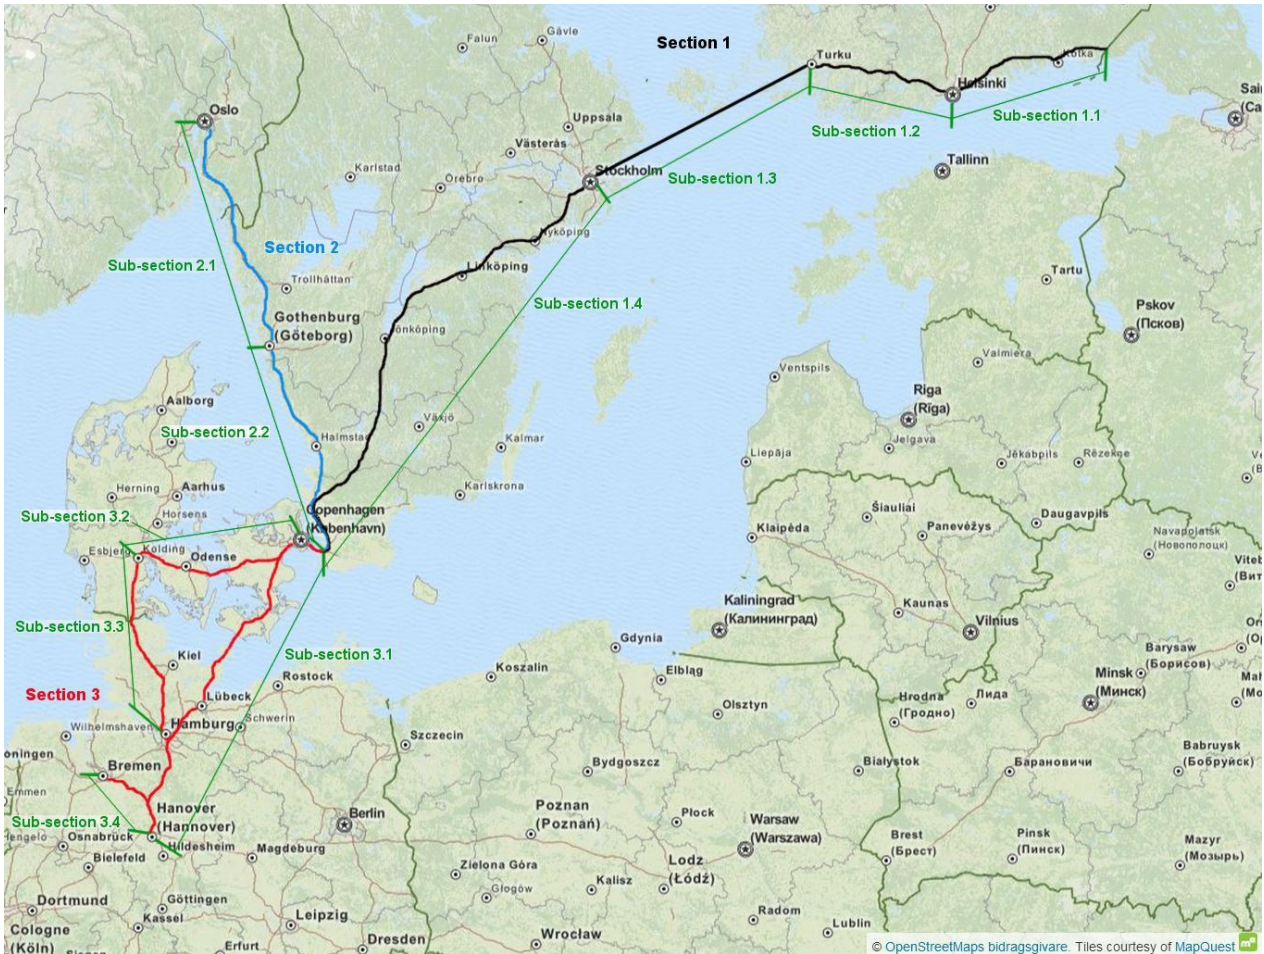 Section 1
Falun
Gävle
Turku
Kotka
Helsinki
Oslo
Uppsala
Sub-section 1.2
Sub-section 1.1
Västerås
Tallinn
Karlstad
Örebro
Stockholm
Sub-section 1.3
Section 2
Nyköping
Sub-section 2.1
Linköping
Trollhättan
Tartu
Sub-section 1.4
Pskov
(Псков)
Gothenburg
(Göteborg)
Jönköping
Valmiera
Ventspils
Aalborg
Riga
(Rīga)
Växjö
Sub-section 2.2
Halmstad
Kalmar
Jelgava
Liepāja
Jēkabpils
Rēzekne
Herning
Aarhus
Karlskrona
Horsens
Copenhagen
(København)
Šiauliai
Daugavpils
Sub-section 3.2
Klaipėda
Panevėžys
Navapolatsk
(Новополоцк)
Esbjerg
Kolding
Odense
Kaliningrad
(Калининград)
Kaunas
Vilnius
Sub-section 3.3
Gdynia
Kiel
Sub-section 3.1
Barysaw
(Борисов)
Koszalin
Elbląg
Minsk
(Минск)
Rostock
Section 3
Lübeck
Olsztyn
Hrodna
(Гродно)
Лида
Wilhelmshaven
Hamburg
Schwerin
Szczecin
Babruysk
(Бобруйск)
Bremen
Bydgoszcz
Białystok
Барановичи
Emmen
Hanover
(Hannover)
Berlin
Poznan
(Poznań)
Płock
Warsaw
(Warszawa)
Sub-section 3.4
Osnabrück
Brest
(Брест)
Pinsk
(Пинск)
Mazyr
(Мозырь)
Hildesheim
Magdeburg
Bielefeld
Zielona Góra
Lodz
(Łódź)
Głogów
Kalisz
Dortmund
Göttingen
Leipzig
Radom
Kassel
Lublin
Cologne
(Köln)
Erfurt
Dresden
Wrocław
© OpenStreetMaps bidragsgivare. Tiles courtesy of MapQuest